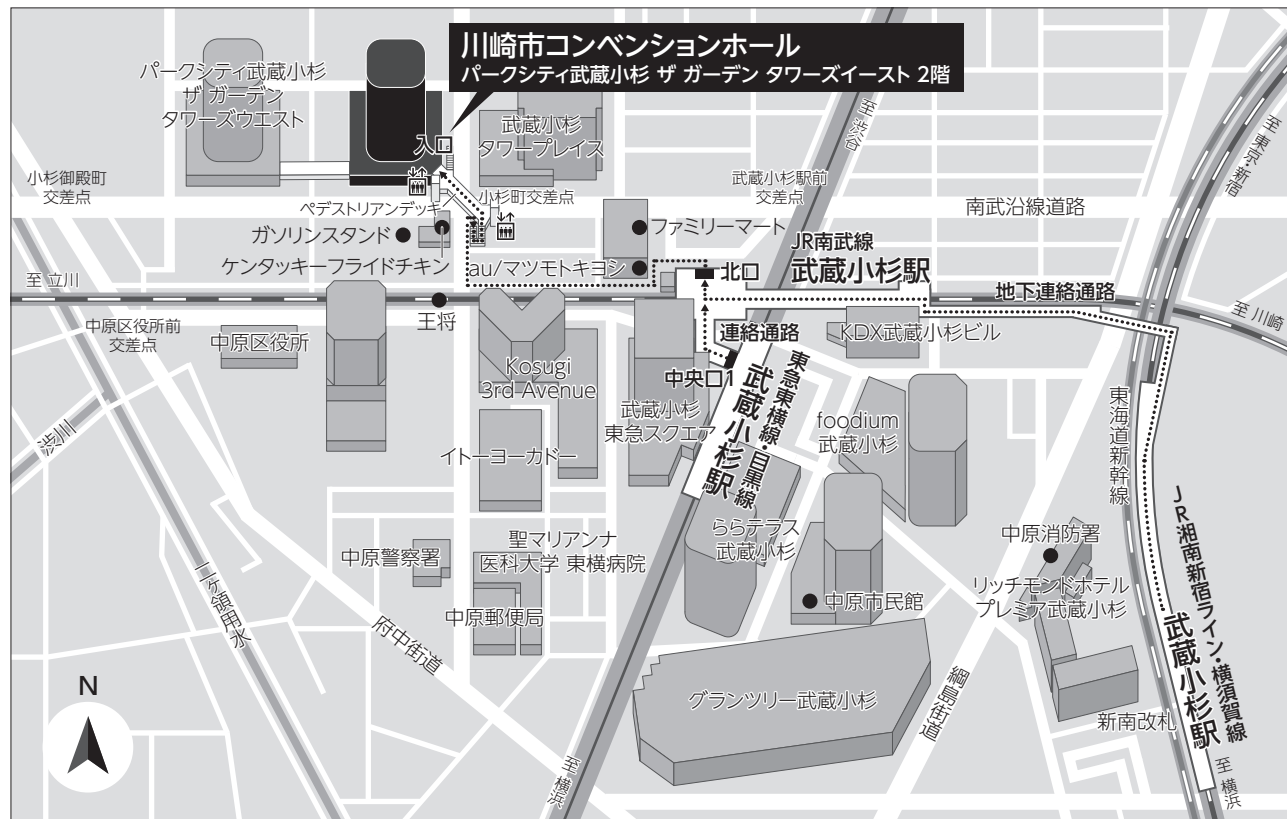 川崎市コンベンションホール
パークシティ武蔵小杉 ザ ガーデン タワーズイースト 2階
パークシティ武蔵小杉
ザ ガーデン
タワーズウエスト
入口
武蔵小杉
タワープレイス
至 渋谷
至 東京・新宿
小杉御殿町
交差点
ペデストリアンデッキ
小杉町交差点
武蔵小杉駅前
交差点
南武沿線道路
ガソリンスタンド
ファミリーマート
ケンタッキーフライドチキン
au/マツモトキヨシ
北口
JR南武線
武蔵小杉駅
地下連絡通路
至 立川
至 川崎
王将
中原区役所前
交差点
中原区役所
連絡通路
KDX武蔵小杉ビル
Kosugi
3rd Avenue
中央口1
東急東横線・目黒線
武蔵小杉駅
武蔵小杉
東急スクエア
foodium
武蔵小杉
東海道新幹線
渋川
イトーヨーカドー
ららテラス
武蔵小杉
JR湘南新宿ライン・横須賀線
武蔵小杉駅
中原消防署
中原警察署
聖マリアンナ
医科大学 東横病院
リッチモンドホテル
プレミア武蔵小杉
中原市民館
中原郵便局
二ヶ領用水
府中街道
グランツリー武蔵小杉
綱島街道
新南改札
N
至 横浜
至 横浜